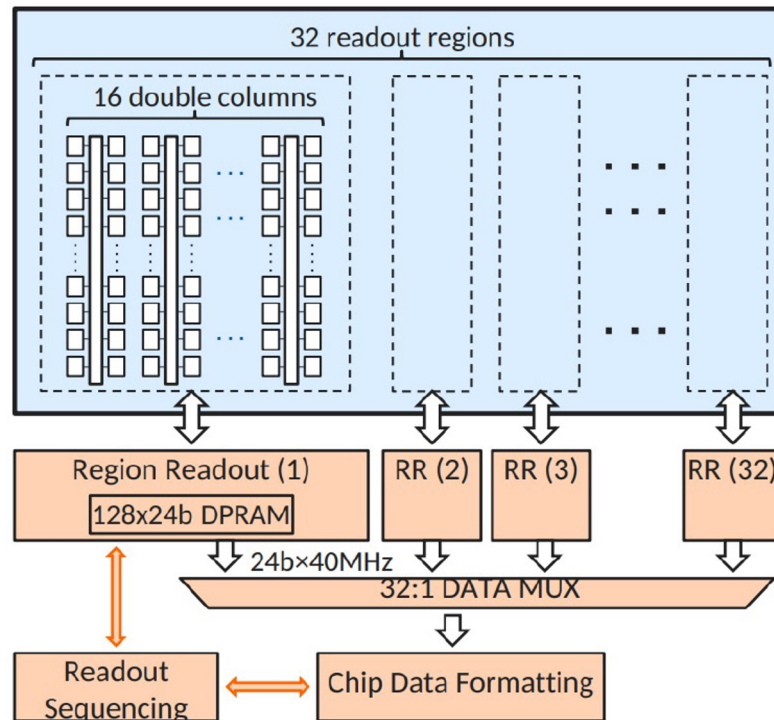 32 readout regions
16 double columns
Region Readout (1)
128x24b DPRAM
RR (2)
RR (3)
RR (32)
24b×40MHz
32:1 DATA MUX
Readout
Sequencing
Chip Data Formatting